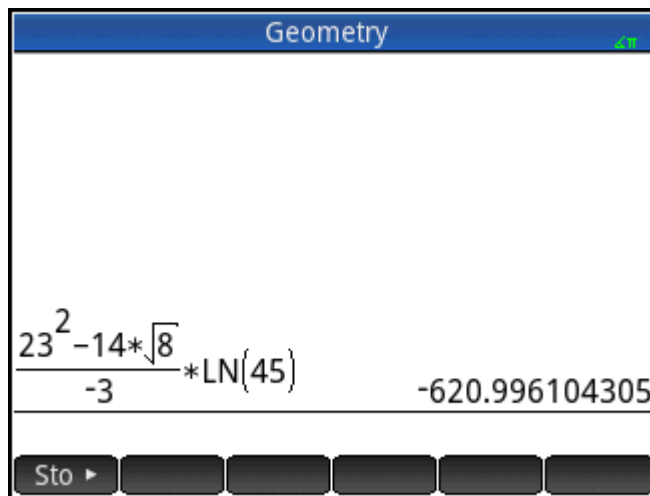 Geometry
∡π
23²−14*√8
-3
*LN(45)
-620.996104305
Sto ►